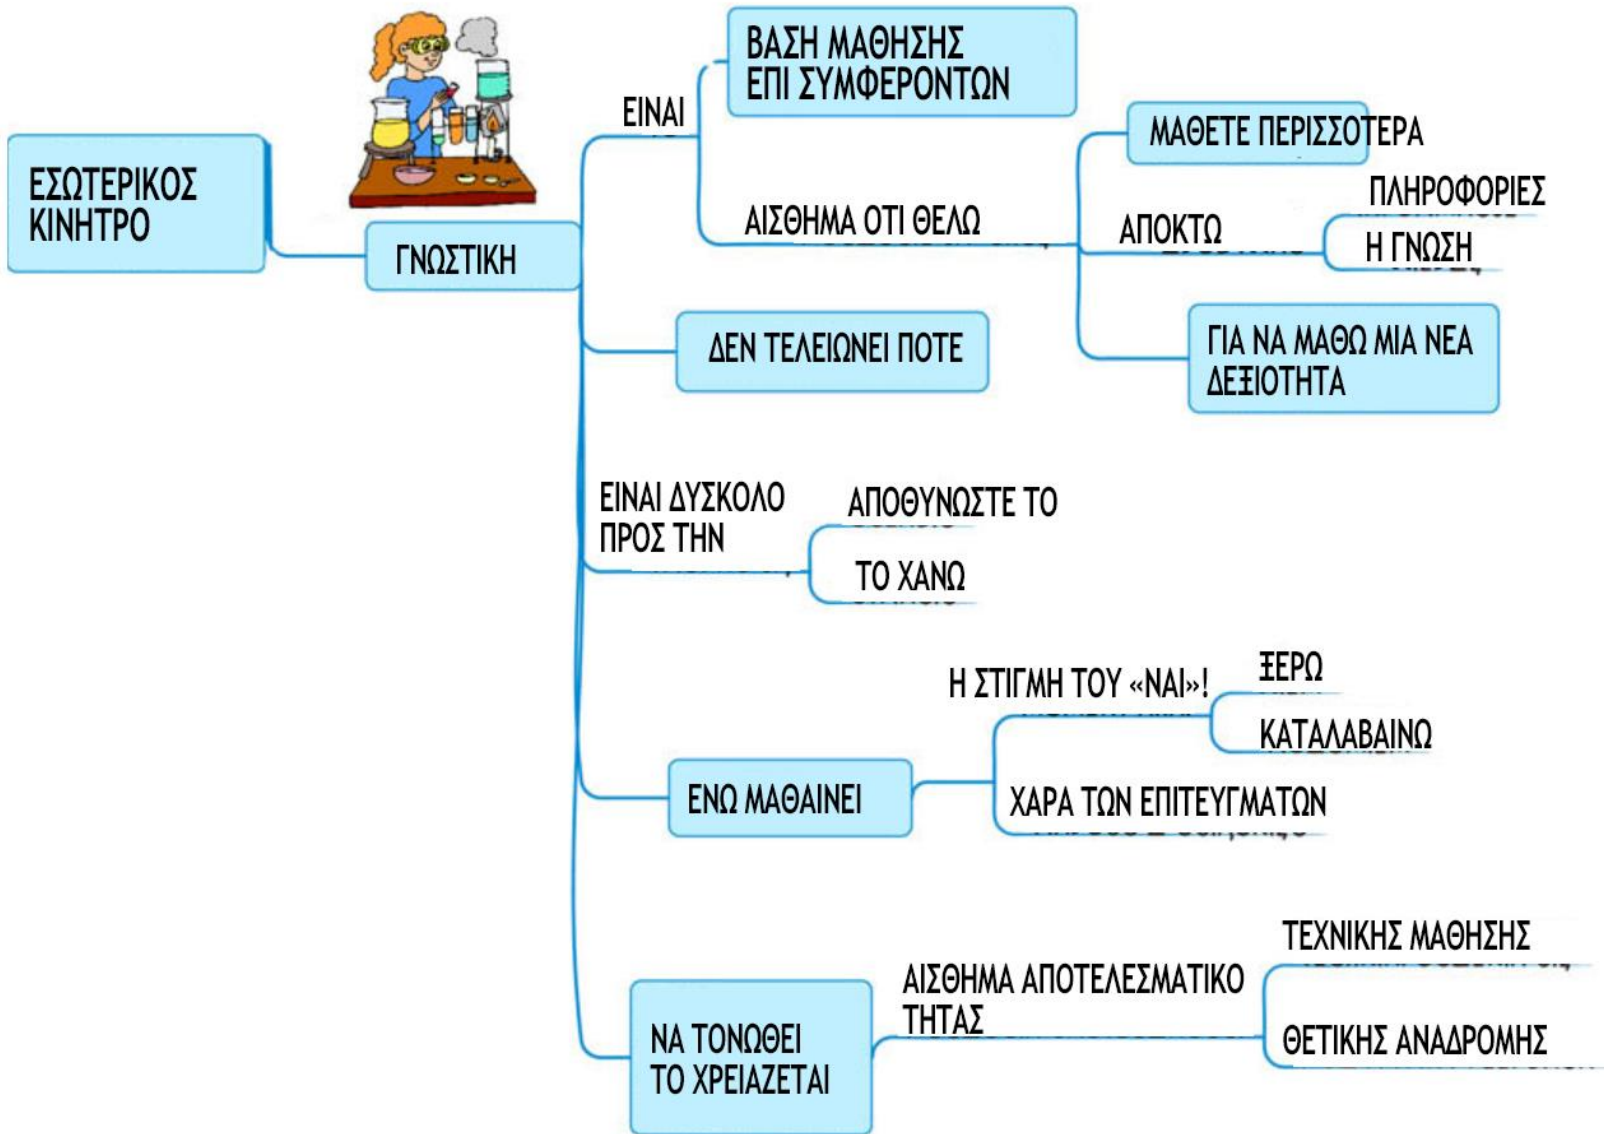 ΕΣΩΤΕΡΙΚΟΣ
ΚΙΝΗΤΡΟ
ΓΝΩΣΤΙΚΗ
ΕΙΝΑΙ
ΒΑΣΗ ΜΑΘΗΣΗΣ
ΕΠΙ ΣΥΜΦΕΡΟΝΤΩΝ
ΑΙΣΘΗΜΑ ΟΤΙ ΘΕΛΩ
ΜΑΘΕΤΕ ΠΕΡΙΣΣΟΤΕΡΑ
ΑΠΟΚΤΩ
ΠΛΗΡΟΦΟΡΙΕΣ
Η ΓΝΩΣΗ
ΓΙΑ ΝΑ ΜΑΘΩ ΜΙΑ ΝΕΑ
ΔΕΞΙΟΤΗΤΑ
ΔΕΝ ΤΕΛΕΙΩΝΕΙ ΠΟΤΕ
ΕΙΝΑΙ ΔΥΣΚΟΛΟ
ΠΡΟΣ ΤΗΝ
ΑΠΟΘΥΝΩΣΤΕ ΤΟ
ΤΟ ΧΑΝΩ
ΕΝΩ ΜΑΘΑΙΝΕΙ
Η ΣΤΙΓΜΗ ΤΟΥ «ΝΑΙ»!
ΞΕΡΩ
ΚΑΤΑΛΑΒΑΙΝΩ
ΧΑΡΑ ΤΩΝ ΕΠΙΤΕΥΓΜΑΤΩΝ
ΝΑ ΤΟΝΩΘΕΙ
ΤΟ ΧΡΕΙΑΖΕΤΑΙ
ΑΙΣΘΗΜΑ ΑΠΟΤΕΛΕΣΜΑΤΙΚΟ
ΤΗΤΑΣ
ΤΕΧΝΙΚΗΣ ΜΑΘΗΣΗΣ
ΘΕΤΙΚΗΣ ΑΝΑΔΡΟΜΗΣ